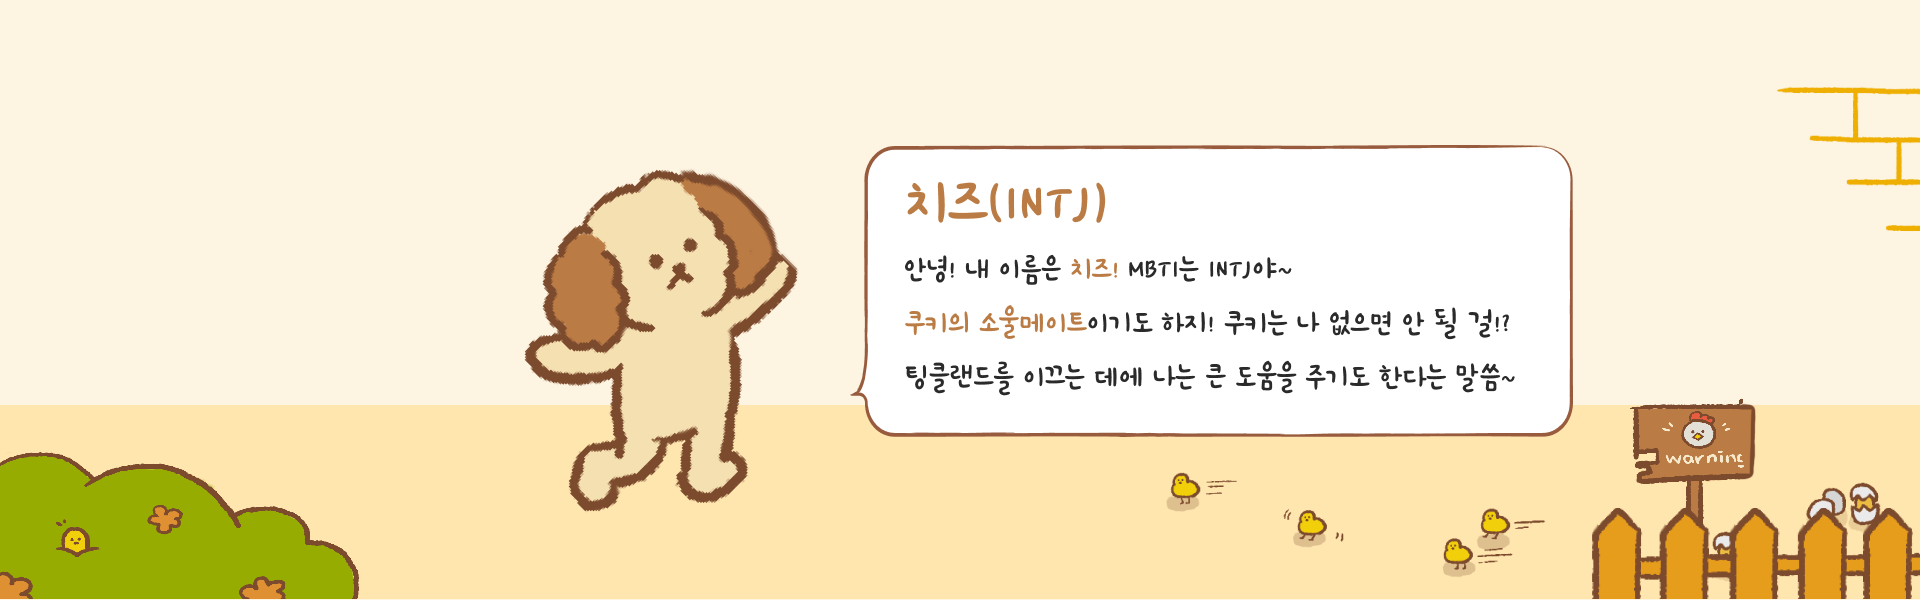 치즈(INTJ)
안녕! 내 이름은 치즈! MBTI는 INTJ야~
쿠키의 소울메이트이기도 하지! 쿠키는 나 없으면 안 될 걸!?
팅클랜드를 이끄는 데에 나는 큰 도움을 주기도 한다는 말씀~
warning